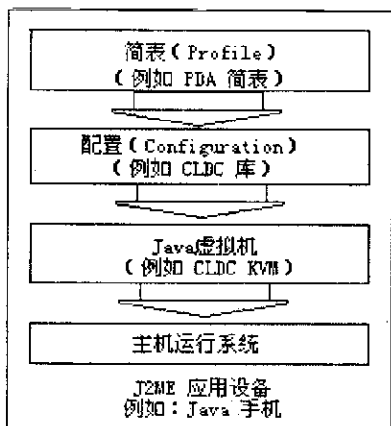 简表(Profile)
(例如 PDA 简表)
配置(Configuration)
(例如 CLDC 库)
Java虚拟机
(例如 CLDC KVM)
主机运行系统
J2ME 应用设备
例如:Java 手机